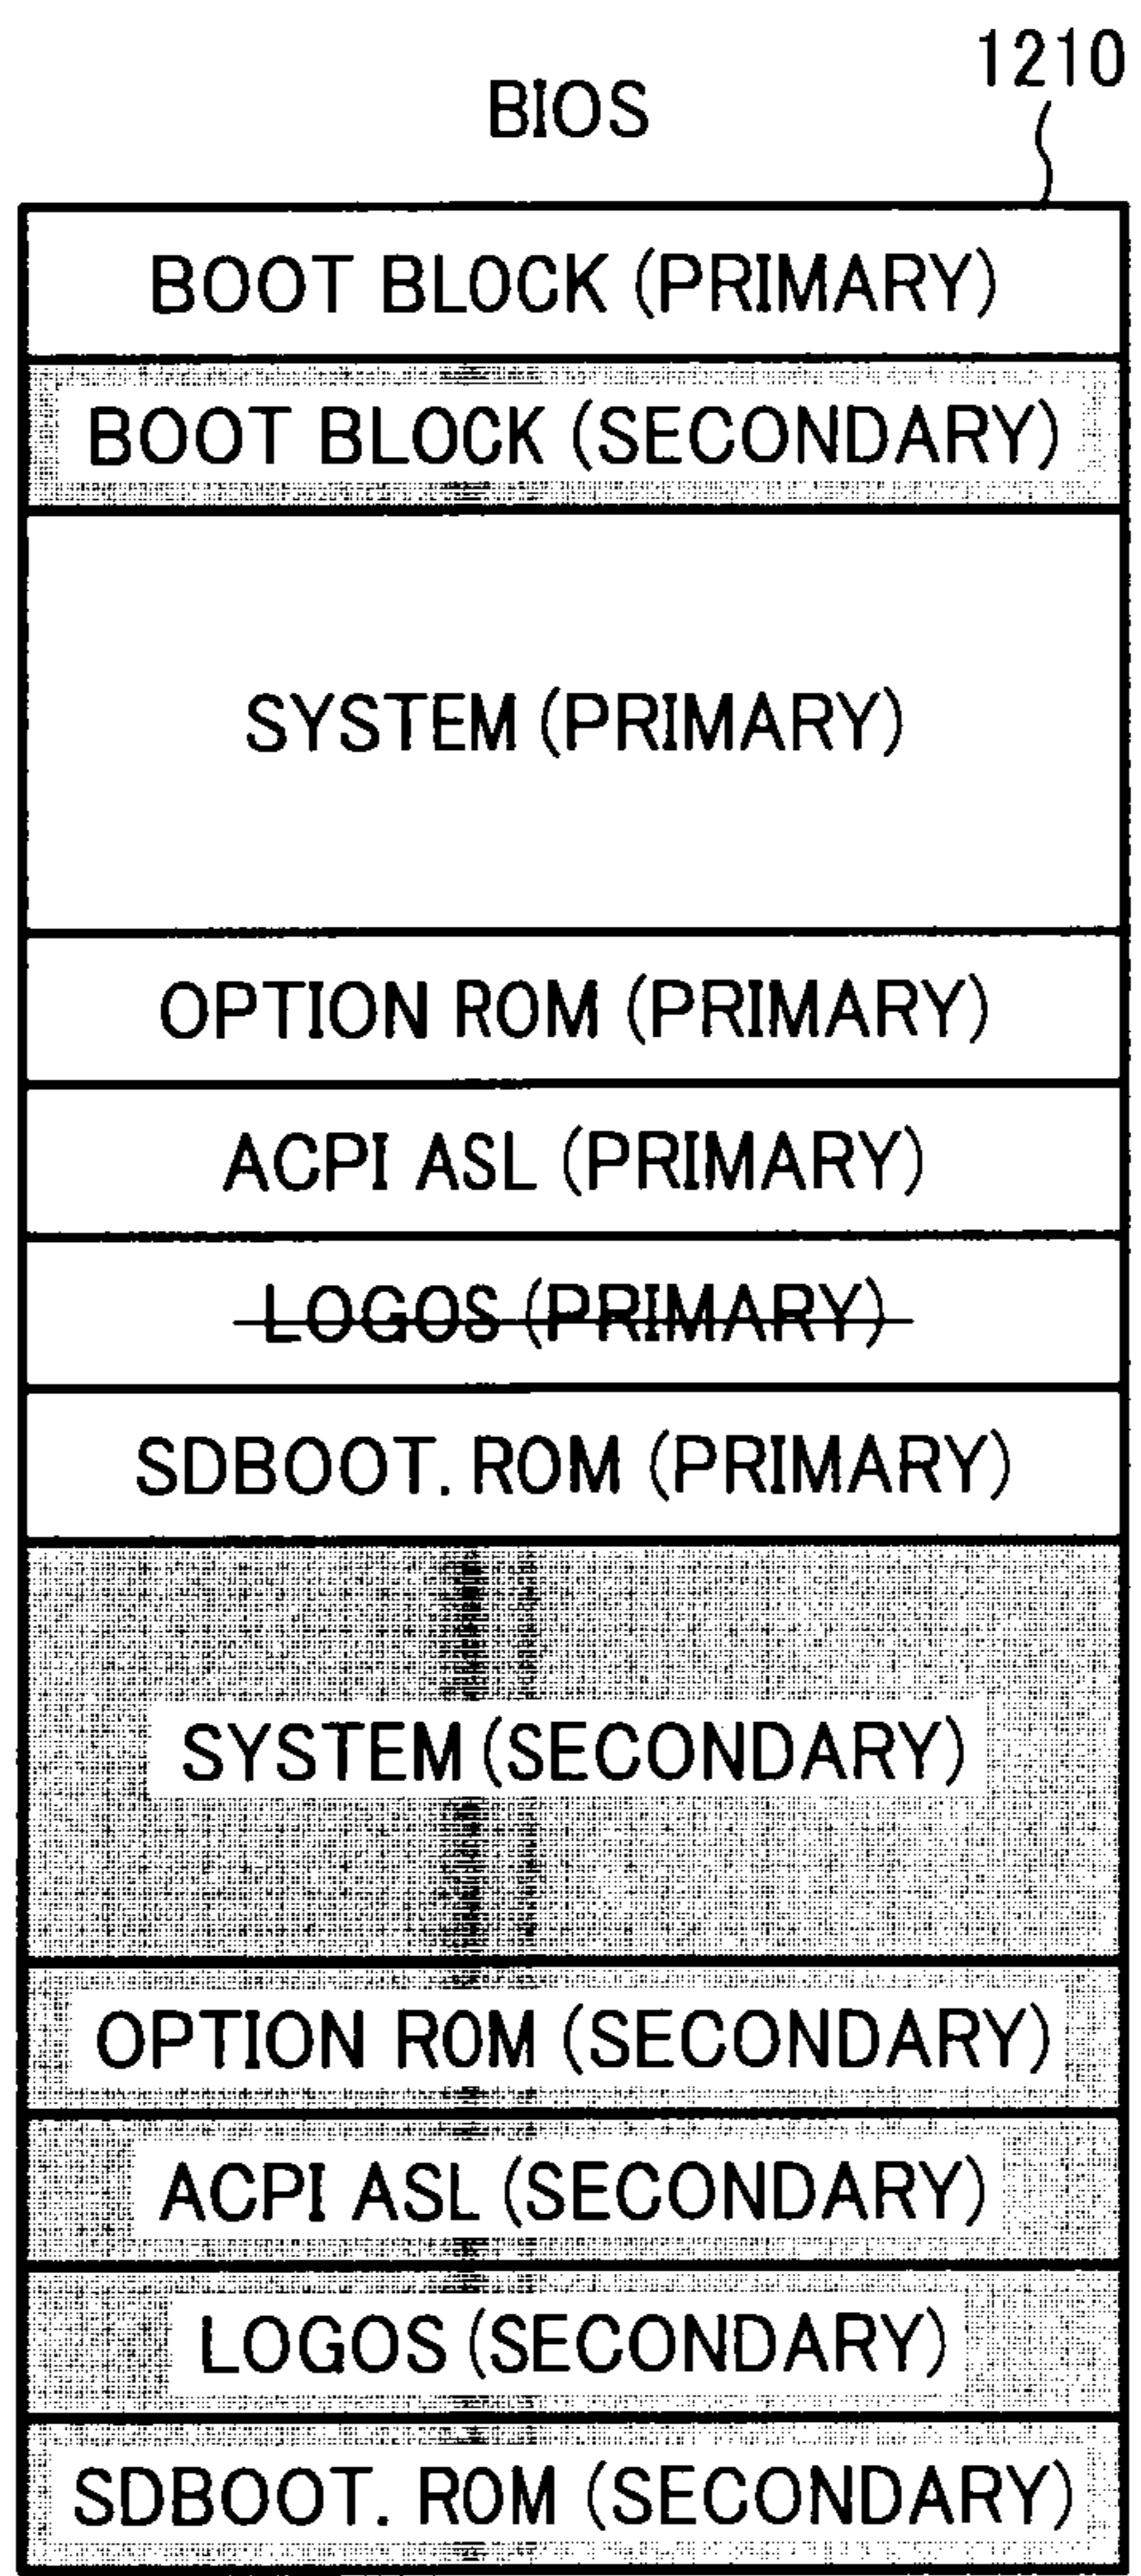 1210
BIOS
BOOT BLOCK (PRIMARY)
BOOT BLOCK (SECONDARY)
SYSTEM (PRIMARY)
OPTION ROM (PRIMARY)
ACPI ASL (PRIMARY)
LOGOS (PRIMARY)
SDBOOT. ROM (PRIMARY)
SYSTEM (SECONDARY)
OPTION ROM (SECONDARY)
ACPI ASL (SECONDARY)
LOGOS (SECONDARY)
SDBOOT. ROM (SECONDARY)